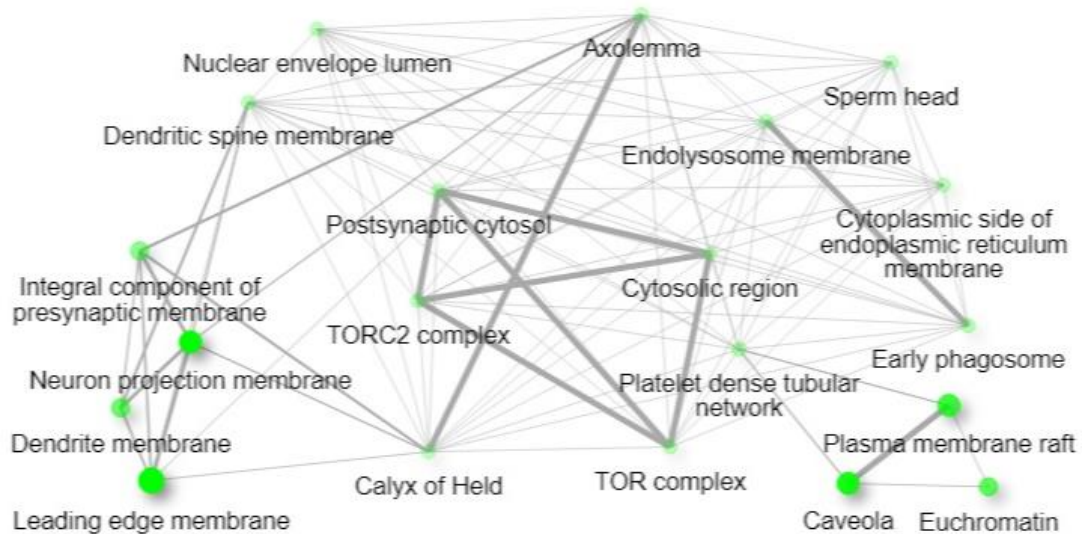 Nuclear envelope lumen
Axolemma
Sperm head
Dendritic spine membrane
Endolysosome membrane
Postsynaptic cytosol
Cytoplasmic side of
endoplasmic reticulum
membrane
Integral component of
presynaptic membrane
Cytosolic region
TORC2 complex
Early phagosome
Neuron projection membrane
Platelet dense tubular
network
Dendrite membrane
Plasma membrane raft
Calyx of Held
TOR complex
Leading edge membrane
Caveola
Euchromatin